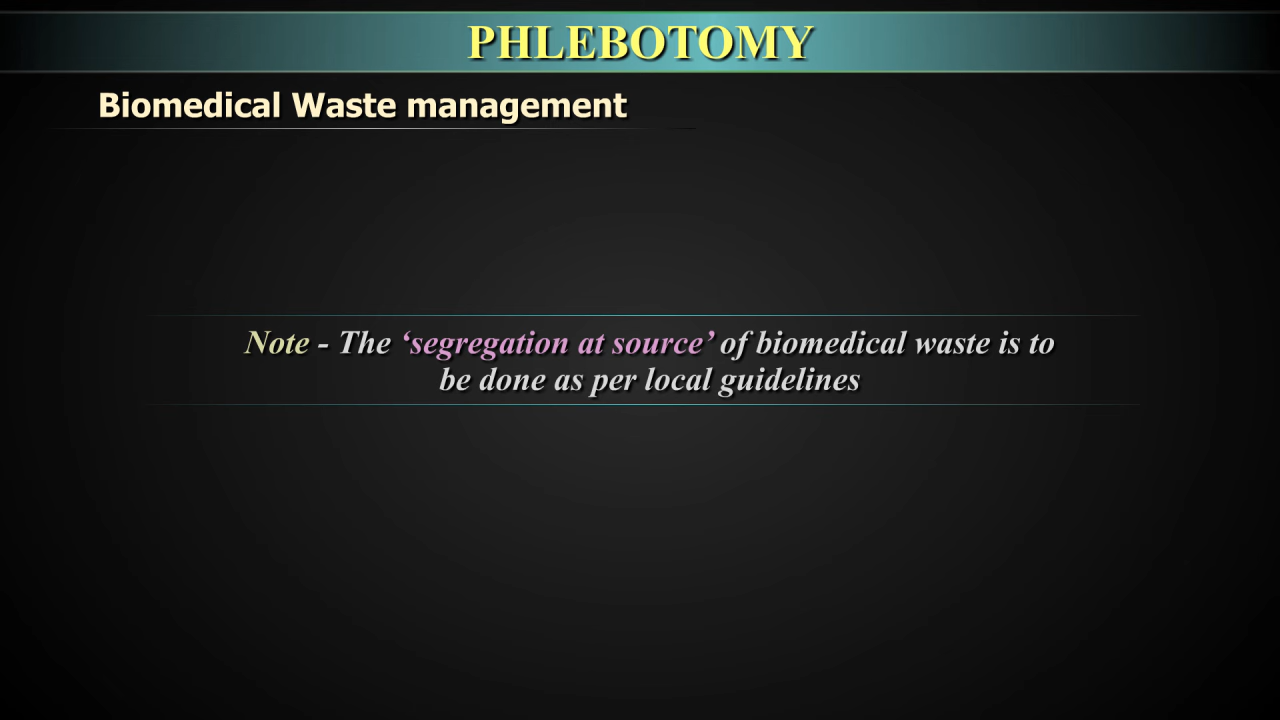 PHLEBOTOMY
Biomedical Waste management
Note - The ‘segregation at source’ of biomedical waste is to
be done as per local guidelines